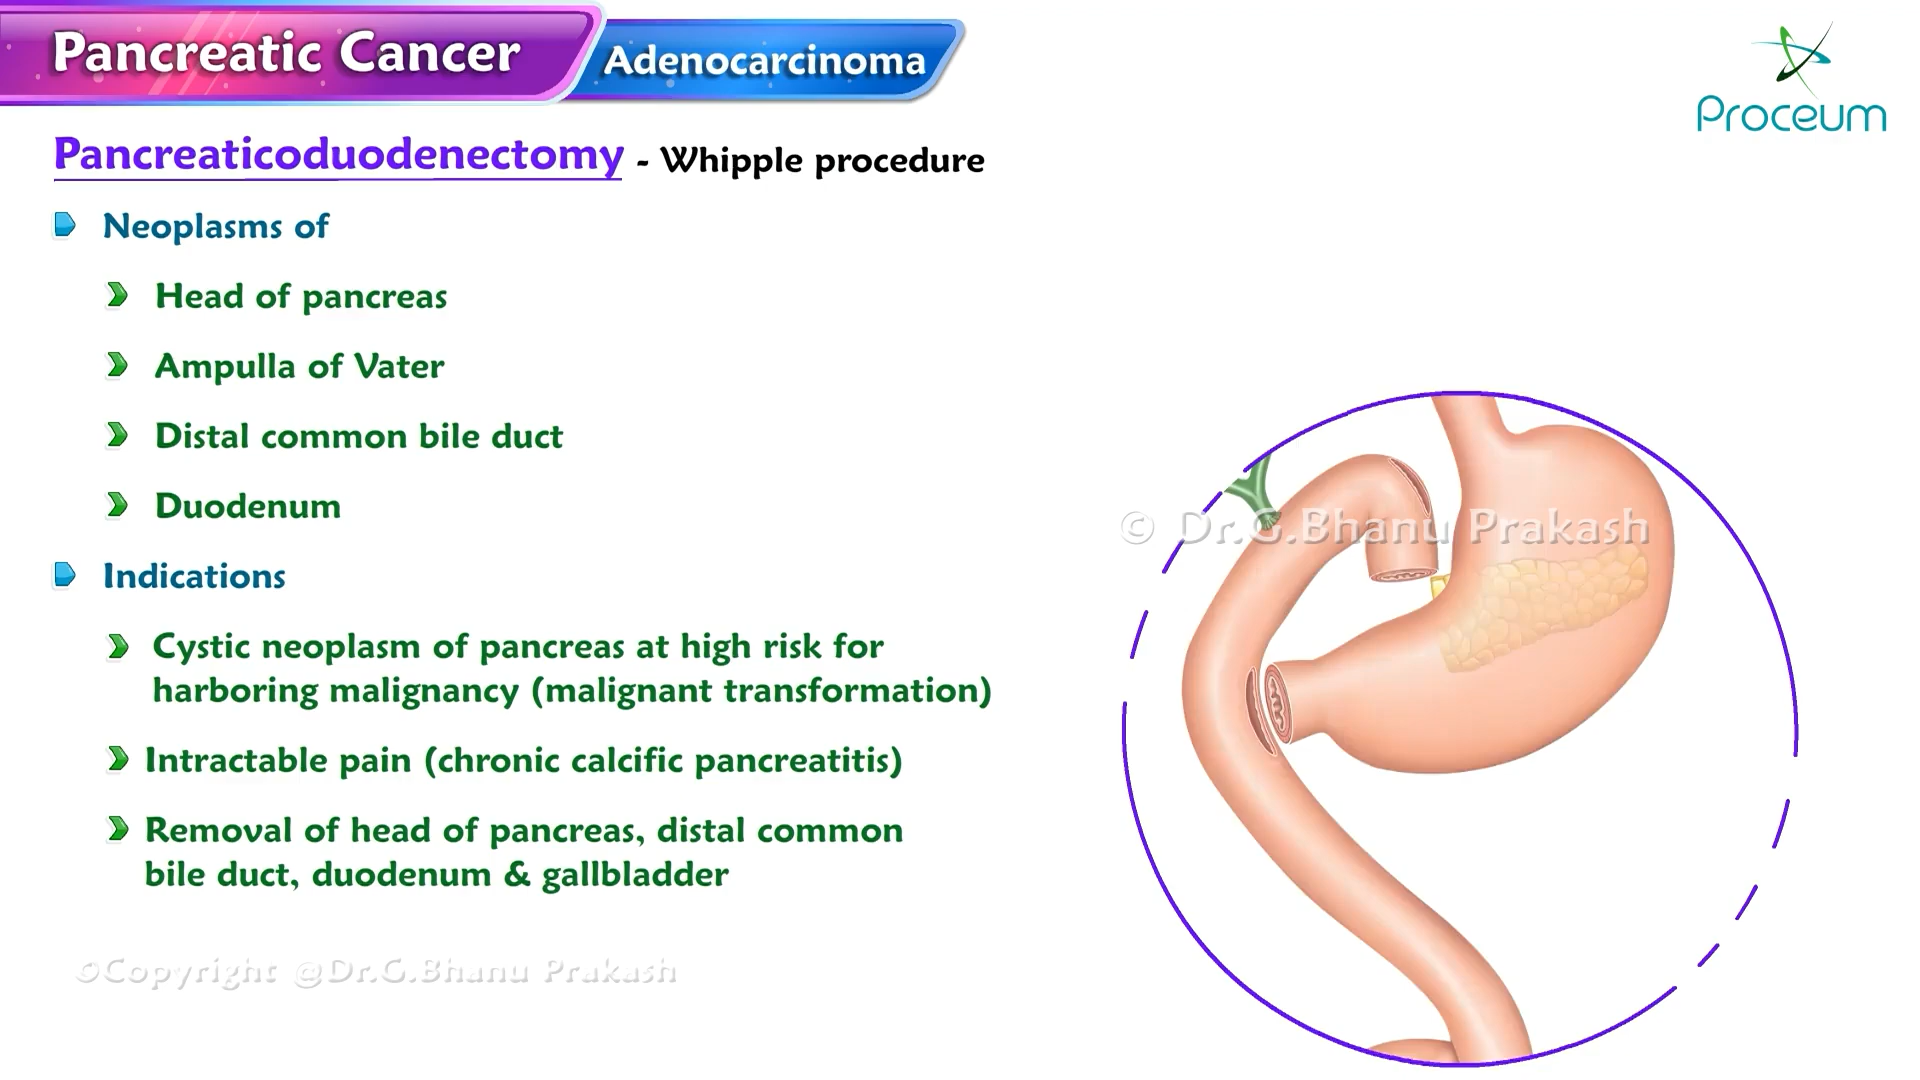 Pancreatic Cancer
Adenocarcinoma
Proceum
Pancreaticoduodenectomy - Whipple procedure
Neoplasms of
Head of pancreas
Ampulla of Vater
Distal common bile duct
Duodenum
Indications
Cystic neoplasm of pancreas at high risk for
harboring malignancy (malignant transformation)
Intractable pain (chronic calcific pancreatitis)
Removal of head of pancreas, distal common
bile duct, duodenum & gallbladder
© Dr.G.Bhanu Prakash
©Copyright @Dr.G.Bhanu Prakash